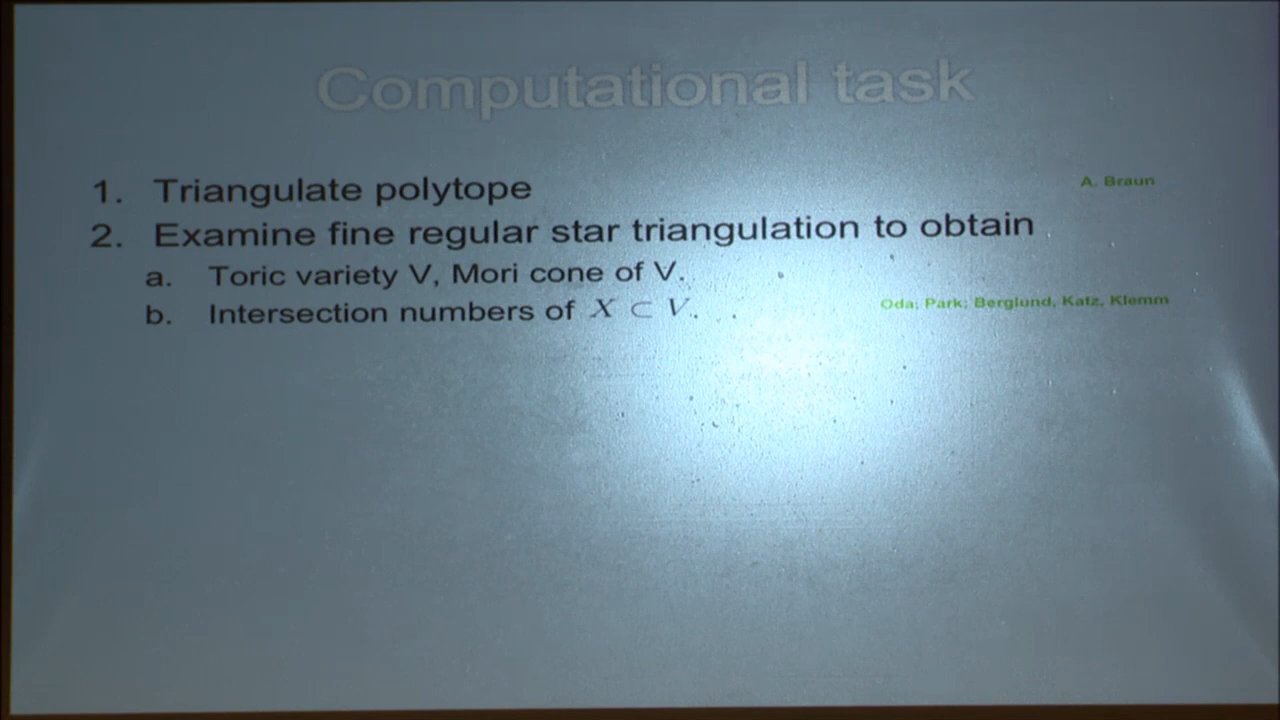 Computational task
1. Triangulate polytope
A. Braun
2. Examine fine regular star triangulation to obtain
a. Toric variety V, Mori cone of V.
b. Intersection numbers of X ⊂ V.
Oda; Park; Berglund, Katz, Klemm